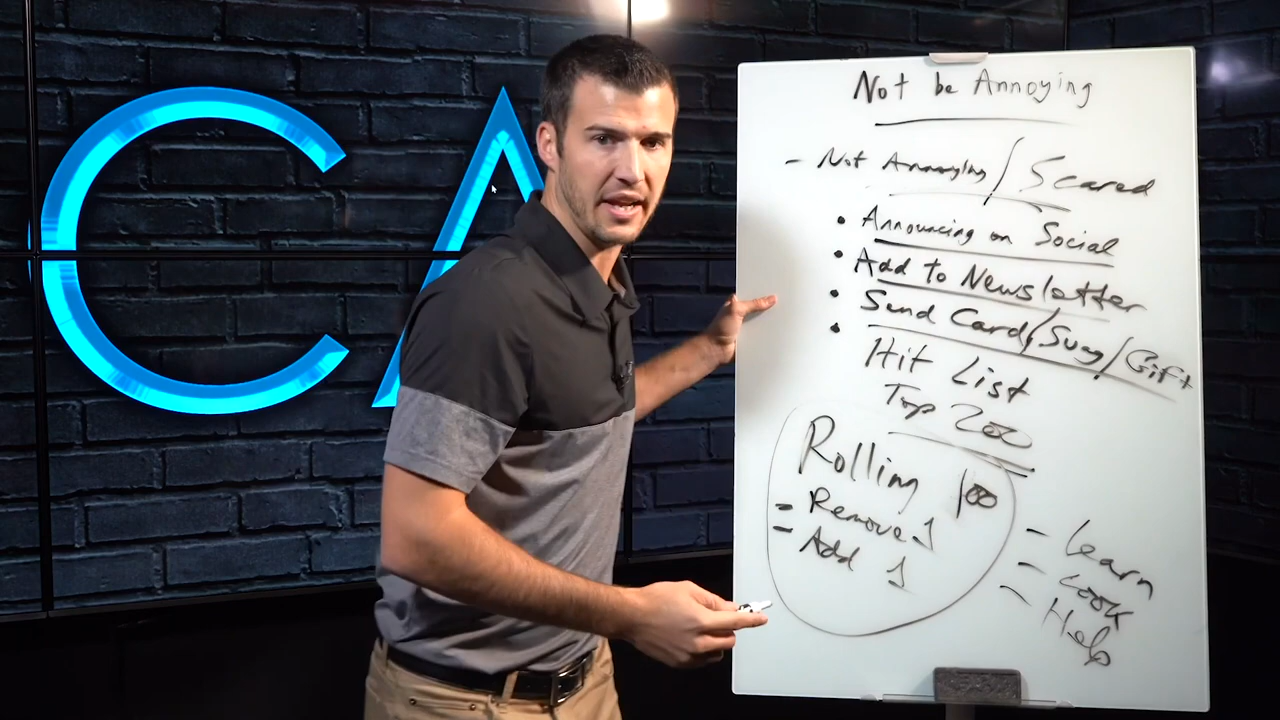 CA
Not be Annoying
- Not Annoying / Scared
• Announcing on Social
• Add to Newsletter
• Send Card/Swag/Gift
• Hit List
Top 200
Rolling 100
- Remove 1
- Add 1
- Learn
- Look
- Help